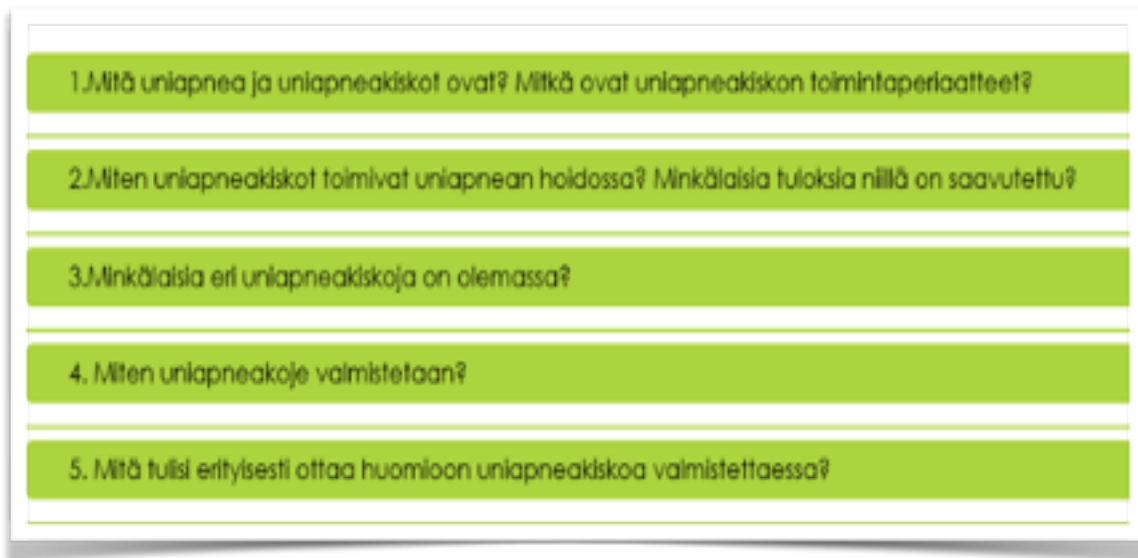 1.Mitä uniapnea ja uniapneakiskot ovat? Mitkä ovat uniapneakiskon toimintaperiaatteet?
2.Miten uniapneakiskot toimivat uniapnean hoidossa? Minkälaisia tuloksia niillä on saavutettu?
3.Minkälaisia eri uniapneakiskoja on olemassa?
4. Miten uniapneakoje valmistetaan?
5. Mitä tulisi erityisesti ottaa huomioon uniapneakiskoa valmistettaessa?